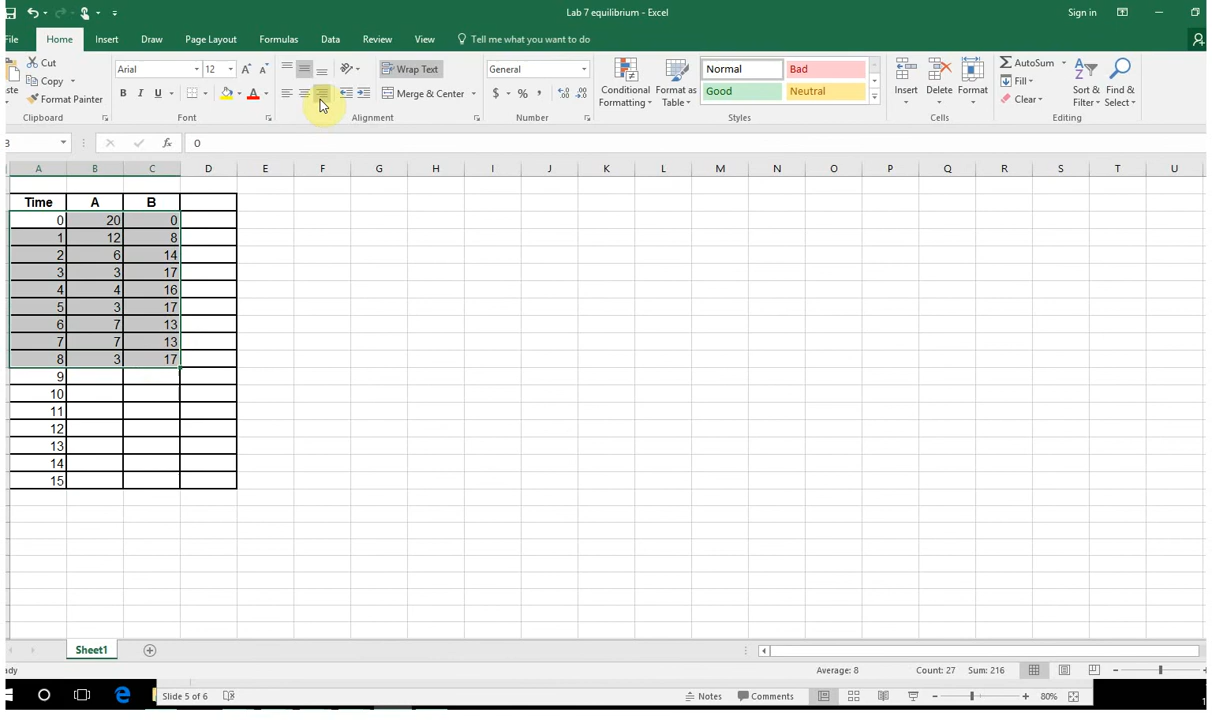 Lab 7 equilibrium - Excel
Sign in
File Home Insert Draw Page Layout Formulas Data Review View Tell me what you want to do
Cut
Copy
Format Painter
Clipboard
Arial 12
B I U
Font
Wrap Text
Merge & Center
Alignment
General
$ % ,
Number
Conditional Formatting
Format as Table
Normal Bad
Good Neutral
Styles
Insert Delete Format
Cells
AutoSum
Fill
Clear
Sort & Filter
Find & Select
Editing
fx 0
A B C D E F G H I J K L M N O P Q R S T U
Time A B
0 20 0
1 12 8
2 6 14
3 3 17
4 4 16
5 3 17
6 7 13
7 7 13
8 3 17
9
10
11
12
13
14
15
Sheet1
Average: 8 Count: 27 Sum: 216
Slide 5 of 6 Notes Comments 80%